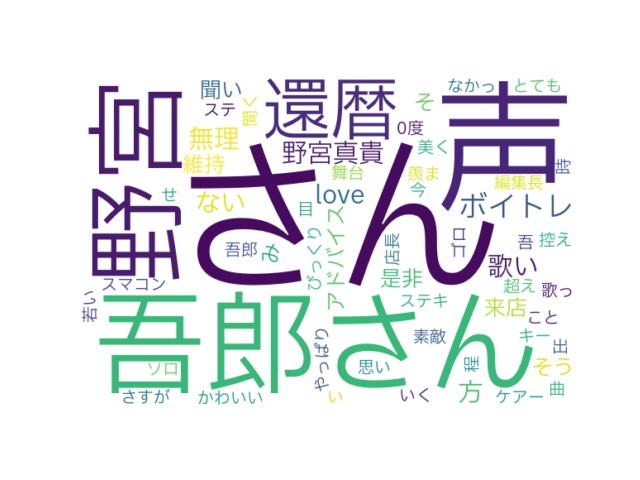 野宮
さん
声
吾郎さん
還暦
野宮真貴
love
ボイトレ
無理
維持
ない
聞い
ステ
聞く
なかっ
とても
そ
0度
美く
舞台
羨ま
今
編集長
時
せ
目
み
吾郎
びっくり
アドバイス
店長
ゴロ
吾
控え
歌い
是非
超え
歌っ
スマコン
若い
ステキ
来店
こと
ソロ
やっぱり
思い
素敵
程
キー
出
そう
さすが
かわいい
い
いく
方
ケアー
曲